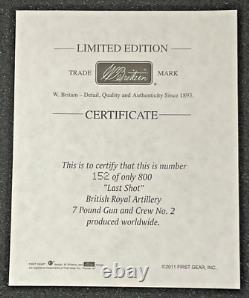 LIMITED EDITION
TRADE W. Britain MARK
W. Britain – Detail, Quality and Authenticity Since 1893.
CERTIFICATE
This is to certify that this is number
152 of only 800
"Last Shot"
British Royal Artillery
7 Pound Gun and Crew No. 2
produced worldwide.
©2011 FIRST GEAR, INC.